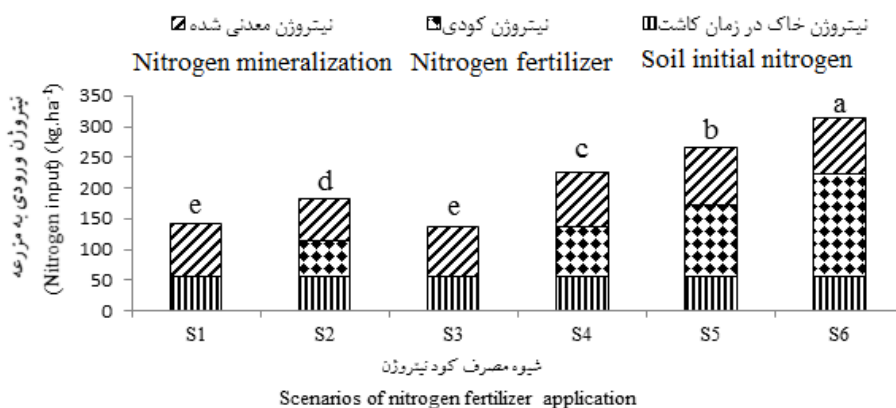 نیتروژن معدنی شده نیتروژن کودی نیتروژن خاک در زمان کاشت
Nitrogen mineralization Nitrogen fertilizer Soil initial nitrogen
نیتروژن ورودی به مزرعه
(Nitrogen input) (kg.ha⁻¹)
350
300
250
200
150
100
50
0
e d e c b a
S1 S2 S3 S4 S5 S6
شیوه مصرف کود نیتروژن
Scenarios of nitrogen fertilizer application